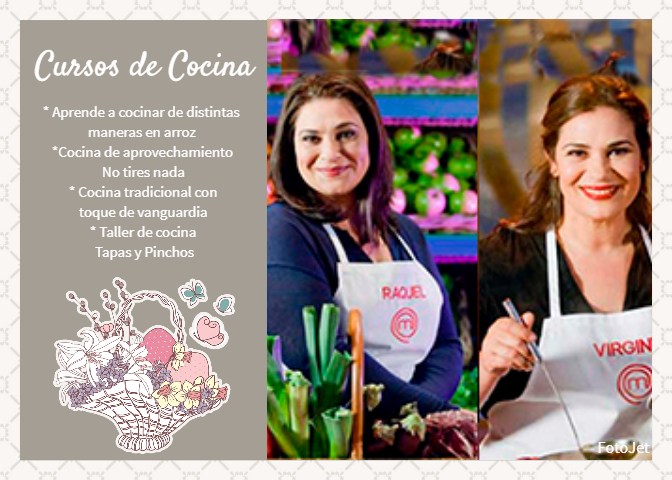 Cursos de Cocina
* Aprende a cocinar de distintas
maneras en arroz
*Cocina de aprovechamiento
No tires nada
* Cocina tradicional con
toque de vanguardia
* Taller de cocina
Tapas y Pinchos
RAQUEL
VIRGIN
FotoJet